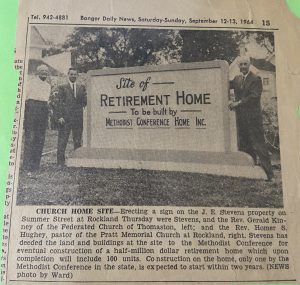 Tel. 942-4881 Bangor Daily News, Saturday-Sunday, September 12-13, 1964 15
Site of
RETIREMENT HOME
To be built by
METHODIST CONFERENCE HOME INC.
CHURCH HOME SITE—Erecting a sign on the J. E. Stevens property on
Summer Street at Rockland Thursday were Stevens, and the Rev. Gerald Kin-
ney of the Federated Church of Thomaston, left; and the Rev. Homer S.
Hughey, pastor of the Pratt Memorial Church at Rockland, right. Stevens has
deeded the land and buildings at the site to the Methodist Conference for
eventual construction of a half-million dollar retirement home which upon
completion will include 100 units. Construction on the home, only one by the
Methodist Conference in the state, is expected to start within two years. (NEWS
photo by Ward)